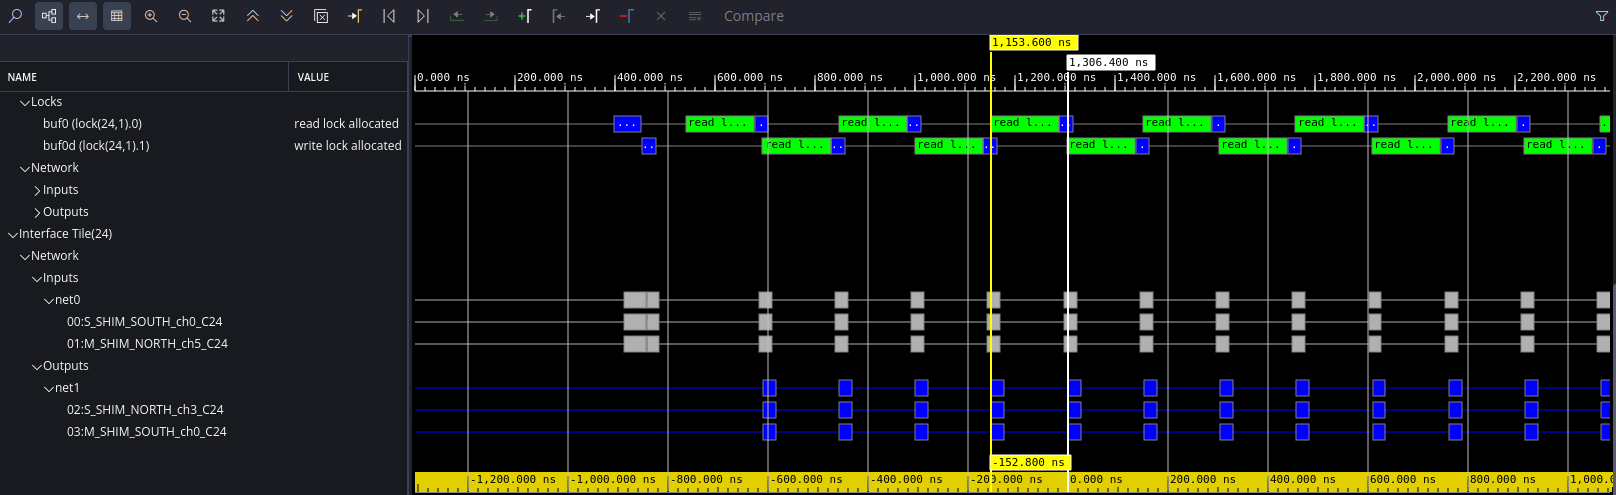 Compare
1,153.600 ns
1,306.400 ns
NAME VALUE
0.000 ns 200.000 ns 400.000 ns 600.000 ns 800.000 ns 1,000.000 ns 1,200.000 ns 1,400.000 ns 1,600.000 ns 1,800.000 ns 2,000.000 ns 2,200.000 ns
Locks
buf0 (lock(24,1).0) read lock allocated ... read l... . read l... .. read l... . read l... . read l... .. read l... . .
buf0d (lock(24,1).1) write lock allocated .. read l... .. read l... . read l... . read l... . read l... . read l... .
Network
Inputs
Outputs
Interface Tile(24)
Network
Inputs
net0
00:S_SHIM_SOUTH_ch0_C24
01:M_SHIM_NORTH_ch5_C24
Outputs
net1
02:S_SHIM_NORTH_ch3_C24
03:M_SHIM_SOUTH_ch0_C24
-152.800 ns
-1,200.000 ns -1,000.000 ns -800.000 ns -600.000 ns -400.000 ns -200.000 ns 0.000 ns 200.000 ns 400.000 ns 600.000 ns 800.000 ns 1,000.0